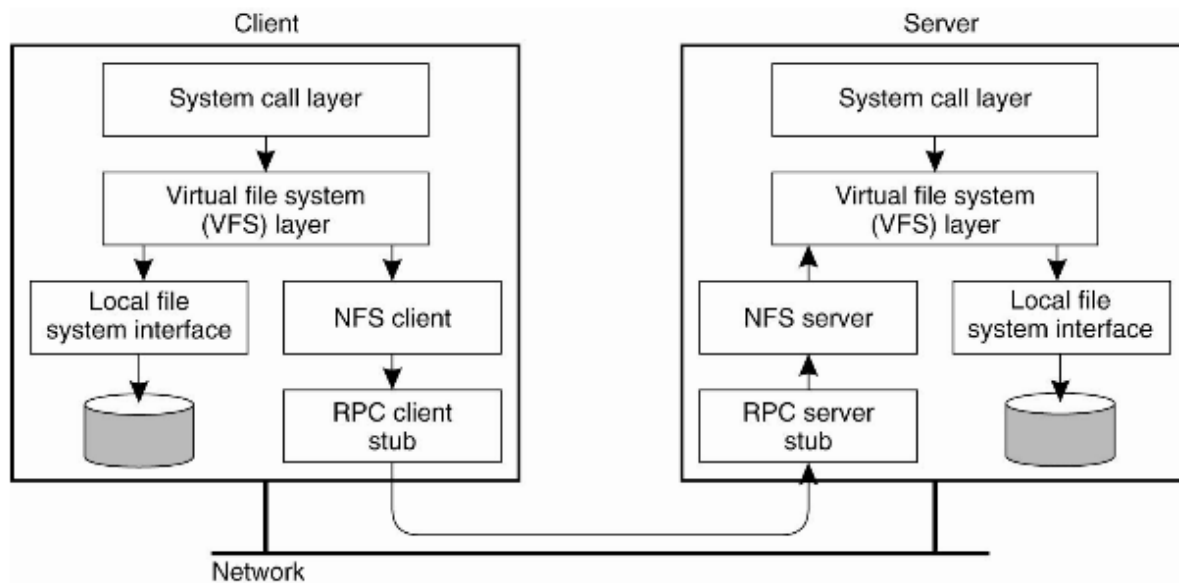 Client
Server
System call layer
System call layer
Virtual file system
(VFS) layer
Virtual file system
(VFS) layer
Local file
system interface
NFS client
NFS server
Local file
system interface
RPC client
stub
RPC server
stub
Network